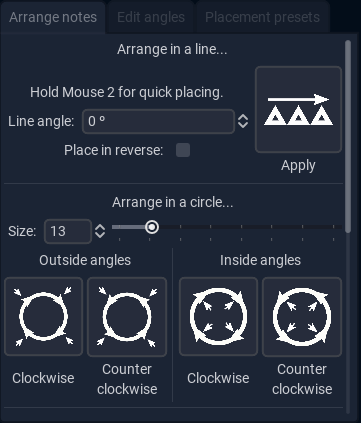 Arrange notes
Edit angles
Placement presets
Arrange in a line...
Hold Mouse 2 for quick placing.
Line angle: 0 º
Place in reverse:
Apply
Arrange in a circle...
Size: 13
Outside angles
Inside angles
Clockwise
Counter
clockwise
Clockwise
Counter
clockwise